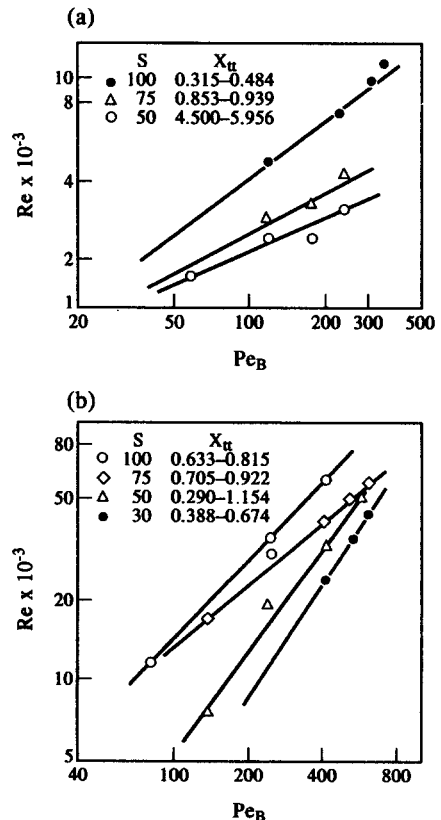 (a)
S X_tt
● 100 0.315–0.484
△ 75 0.853–0.939
○ 50 4.500–5.956
Re x 10⁻³
10
8
4
2
1
20 50 100 200 300 500
Pe_B
(b)
S X_tt
○ 100 0.633–0.815
◇ 75 0.705–0.922
△ 50 0.290–1.154
● 30 0.388–0.674
Re x 10⁻³
80
50
20
10
5
40 100 200 400 800
Pe_B